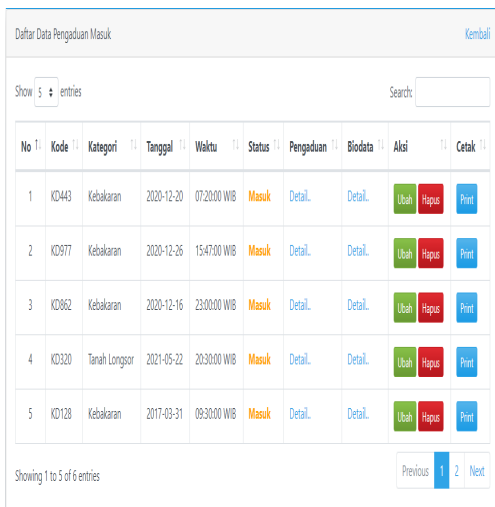 Daftar Data Pengaduan Masuk Kembali
Show 5 entries Search:
No Kode Kategori Tanggal Waktu Status Pengaduan Biodata Aksi Cetak
1 KD443 Kebakaran 2020-12-20 07:20:00 WIB Masuk Detail.. Detail.. Ubah Hapus Print
2 KD977 Kebakaran 2020-12-26 15:47:00 WIB Masuk Detail.. Detail.. Ubah Hapus Print
3 KD862 Kebakaran 2020-12-16 23:00:00 WIB Masuk Detail.. Detail.. Ubah Hapus Print
4 KD320 Tanah Longsor 2021-05-22 20:30:00 WIB Masuk Detail.. Detail.. Ubah Hapus Print
5 KD128 Kebakaran 2017-03-31 09:30:00 WIB Masuk Detail.. Detail.. Ubah Hapus Print
Showing 1 to 5 of 6 entries Previous 1 2 Next